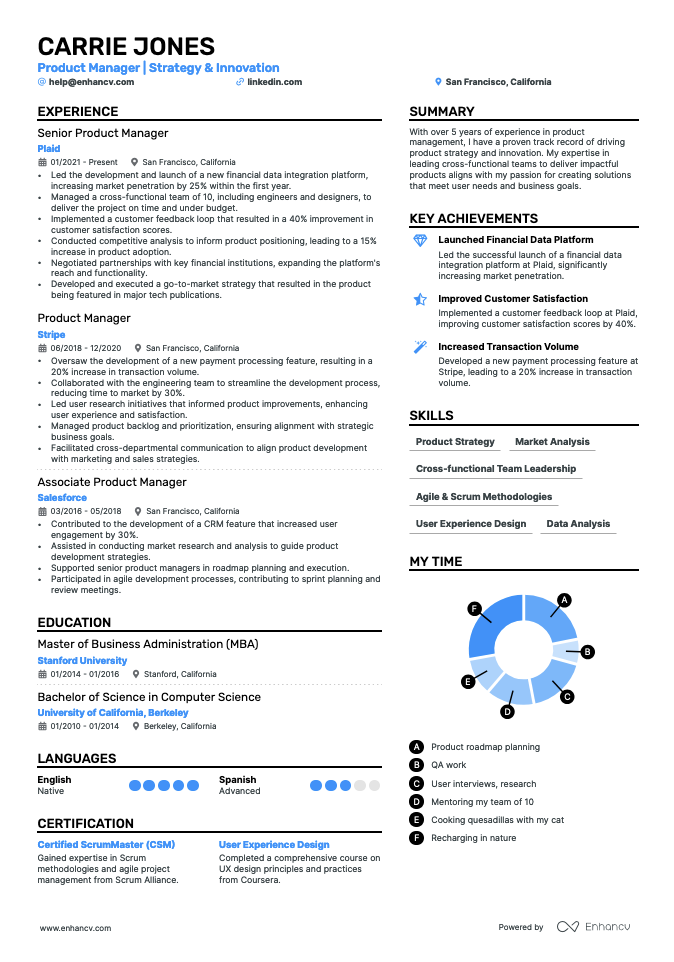 CARRIE JONES
Product Manager | Strategy & Innovation
help@enhancv.com
linkedin.com
San Francisco, California
EXPERIENCE
Senior Product Manager
Plaid
01/2021 - Present
San Francisco, California
• Led the development and launch of a new financial data integration platform,
increasing market penetration by 25% within the first year.
• Managed a cross-functional team of 10, including engineers and designers, to
deliver the project on time and under budget.
• Implemented a customer feedback loop that resulted in a 40% improvement in
customer satisfaction scores.
• Conducted competitive analysis to inform product positioning, leading to a 15%
increase in product adoption.
• Negotiated partnerships with key financial institutions, expanding the platform's
reach and functionality.
• Developed and executed a go-to-market strategy that resulted in the product
being featured in major tech publications.
Product Manager
Stripe
06/2018 - 12/2020
San Francisco, California
• Oversaw the development of a new payment processing feature, resulting in a
20% increase in transaction volume.
• Collaborated with the engineering team to streamline the development process,
reducing time to market by 30%.
• Led user research initiatives that informed product improvements, enhancing
user experience and satisfaction.
• Managed product backlog and prioritization, ensuring alignment with strategic
business goals.
• Facilitated cross-departmental communication to align product development
with marketing and sales strategies.
Associate Product Manager
Salesforce
03/2016 - 05/2018
San Francisco, California
• Contributed to the development of a CRM feature that increased user
engagement by 30%.
• Assisted in conducting market research and analysis to guide product
development strategies.
• Supported senior product managers in roadmap planning and execution.
• Participated in agile development processes, contributing to sprint planning and
review meetings.
EDUCATION
Master of Business Administration (MBA)
Stanford University
01/2014 - 01/2016
Stanford, California
Bachelor of Science in Computer Science
University of California, Berkeley
01/2010 - 01/2014
Berkeley, California
LANGUAGES
English
Native
Spanish
Advanced
CERTIFICATION
Certified ScrumMaster (CSM)
Gained expertise in Scrum
methodologies and agile project
management from Scrum Alliance.
User Experience Design
Completed a comprehensive course on
UX design principles and practices
from Coursera.
SUMMARY
With over 5 years of experience in product
management, I have a proven track record of driving
product strategy and innovation. My expertise in
leading cross-functional teams to deliver impactful
products aligns with my passion for creating solutions
that meet user needs and business goals.
KEY ACHIEVEMENTS
Launched Financial Data Platform
Led the successful launch of a financial data
integration platform at Plaid, significantly
increasing market penetration.
Improved Customer Satisfaction
Implemented a customer feedback loop at Plaid,
improving customer satisfaction scores by 40%.
Increased Transaction Volume
Developed a new payment processing feature at
Stripe, leading to a 20% increase in transaction
volume.
SKILLS
Product Strategy
Market Analysis
Cross-functional Team Leadership
Agile & Scrum Methodologies
User Experience Design
Data Analysis
MY TIME
A
B
C
D
E
F
A Product roadmap planning
B QA work
C User interviews, research
D Mentoring my team of 10
E Cooking quesadillas with my cat
F Recharging in nature
www.enhancv.com
Powered by
Enhancv